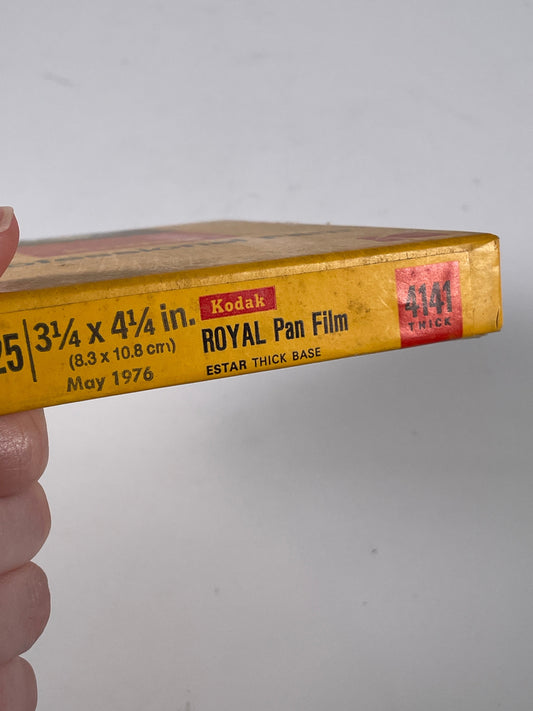 25
3¼ x 4¼ in.
(8.3 x 10.8 cm)
May 1976
Kodak
ROYAL Pan Film
ESTAR THICK BASE
4141
THICK